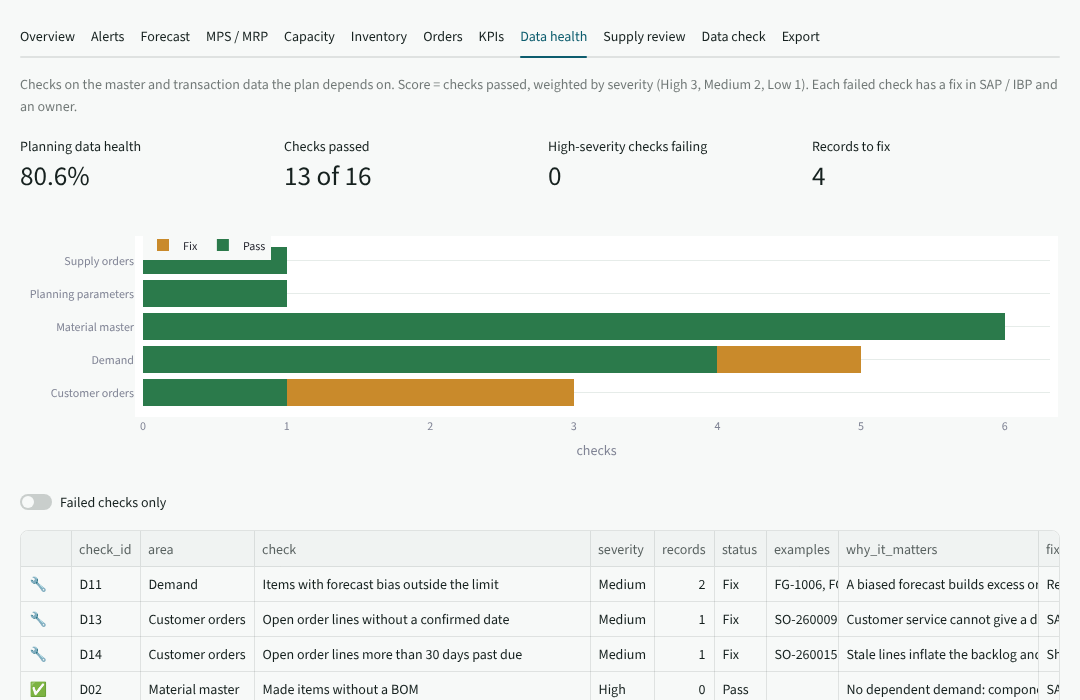 Overview Alerts Forecast MPS / MRP Capacity Inventory Orders KPIs Data health Supply review Data check Export
Checks on the master and transaction data the plan depends on. Score = checks passed, weighted by severity (High 3, Medium 2, Low 1). Each failed check has a fix in SAP / IBP and
an owner.
Planning data health Checks passed High-severity checks failing Records to fix
80.6% 13 of 16 0 4
Fix Pass
Supply orders
Planning parameters
Material master
Demand
Customer orders
0 1 2 3 4 5 6
checks
Failed checks only
check_id area check severity records status examples why_it_matters fix
D11 Demand Items with forecast bias outside the limit Medium 2 Fix FG-1006, F A biased forecast builds excess or Re
D13 Customer orders Open order lines without a confirmed date Medium 1 Fix SO-260009 Customer service cannot give a d SA
D14 Customer orders Open order lines more than 30 days past due Medium 1 Fix SO-260015 Stale lines inflate the backlog and Sh
D02 Material master Made items without a BOM High 0 Pass No dependent demand: compon SA